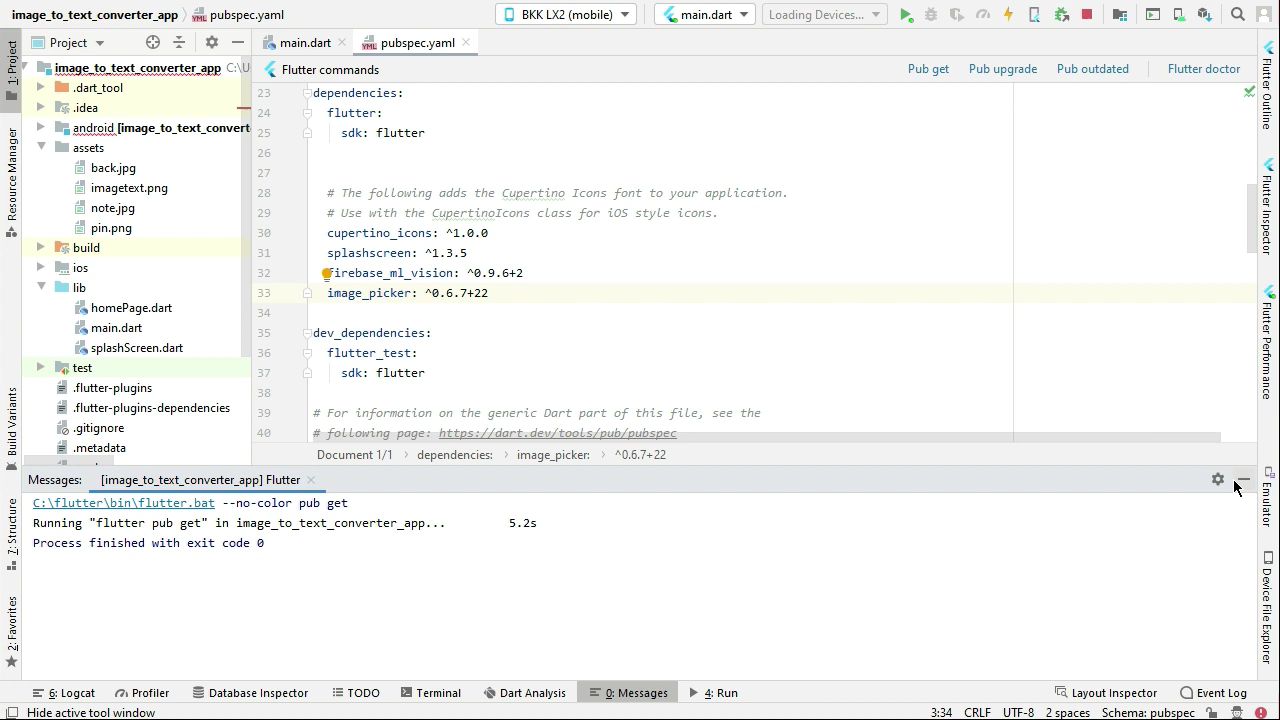 image_to_text_converter_app pubspec.yaml BKK LX2 (mobile) main.dart Loading Devices...
1: Project
Resource Manager
Build Variants
7: Structure
2: Favorites
Project
image_to_text_converter_app C:\U
.dart_tool
.idea
android [image_to_text_convert
assets
back.jpg
imagetext.png
note.jpg
pin.png
build
ios
lib
homePage.dart
main.dart
splashScreen.dart
test
.flutter-plugins
.flutter-plugins-dependencies
.gitignore
.metadata
main.dart pubspec.yaml
Flutter commands Pub get Pub upgrade Pub outdated Flutter doctor
23 dependencies:
24 flutter:
25 sdk: flutter
26
27
28 # The following adds the Cupertino Icons font to your application.
29 # Use with the CupertinoIcons class for iOS style icons.
30 cupertino_icons: ^1.0.0
31 splashscreen: ^1.3.5
32 firebase_ml_vision: ^0.9.6+2
33 image_picker: ^0.6.7+22
34
35 dev_dependencies:
36 flutter_test:
37 sdk: flutter
38
39 # For information on the generic Dart part of this file, see the
40 # following page: https://dart.dev/tools/pub/pubspec
Document 1/1 dependencies: image_picker: ^0.6.7+22
Flutter Outline
Flutter Inspector
Flutter Performance
Emulator
Device File Explorer
Messages: [image_to_text_converter_app] Flutter
C:\flutter\bin\flutter.bat --no-color pub get
Running "flutter pub get" in image_to_text_converter_app... 5.2s
Process finished with exit code 0
6: Logcat Profiler Database Inspector TODO Terminal Dart Analysis 0: Messages 4: Run Layout Inspector Event Log
Hide active tool window 3:34 CRLF UTF-8 2 spaces Schema: pubspec